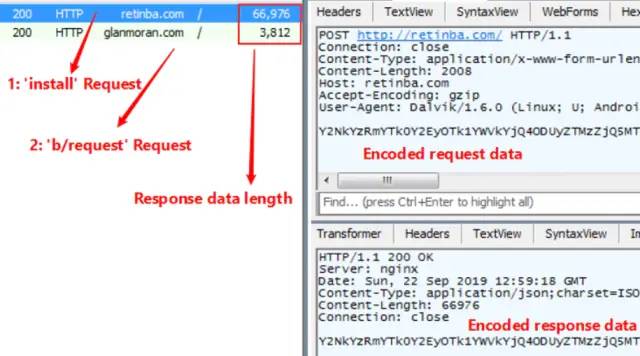 200 HTTP retinba.com / 66,976
200 HTTP glanmoran.com / 3,812
1: 'install' Request
2: 'b/request' Request
Response data length
Headers TextView SyntaxView WebForms
POST http://retinba.com/ HTTP/1.1
Connection: close
Content-Type: application/x-www-form-urlen
Content-Length: 2008
Host: retinba.com
Accept-Encoding: gzip
User-Agent: Dalvik/1.6.0 (Linux; U; Androi
Y2NkYzRmYTk0Y2EyOTk1YWVkYjQ4ODUyZTMzZjQ5MT
Encoded request data
Find... (press Ctrl+Enter to highlight all)
Transformer Headers TextView SyntaxView
HTTP/1.1 200 OK
Server: nginx
Date: Sun, 22 Sep 2019 12:59:18 GMT
Content-Type: application/json;charset=ISO
Content-Length: 66976
Connection: close
Encoded response data
Y2NkYzRmYTk0Y2EyOTk1YWVkYjQ4ODUyZTMzZjQ5MT